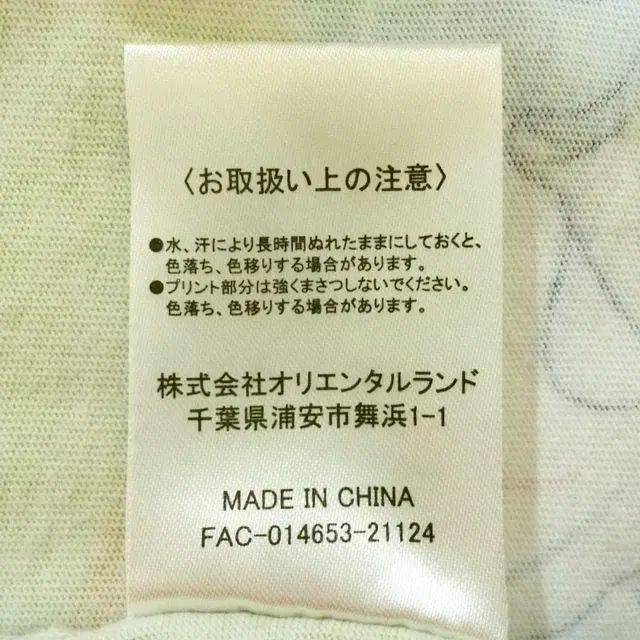 〈お取扱い上の注意〉
●水、汗により長時間ぬれたままにしておくと、
色落ち、色移りする場合があります。
●プリント部分は強くまさつしないでください。
色落ち、色移りする場合があります。
株式会社オリエンタルランド
千葉県浦安市舞浜1-1
MADE IN CHINA
FAC-014653-21124